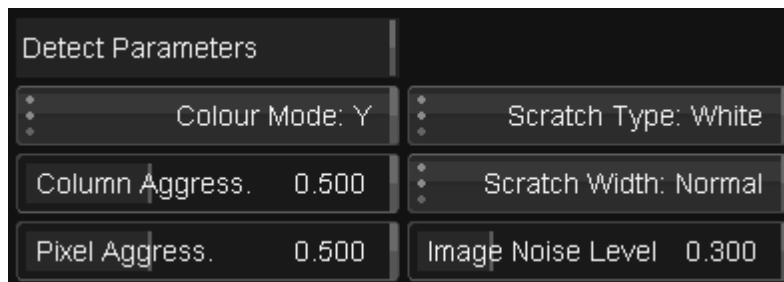 Detect Parameters
Colour Mode: Y Scratch Type: White
Column Aggress. 0.500 Scratch Width: Normal
Pixel Aggress. 0.500 Image Noise Level 0.300